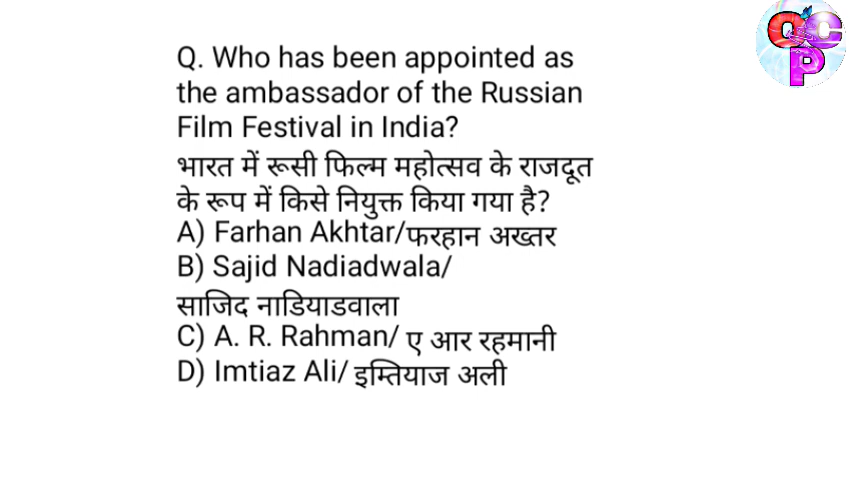 QCP
Q. Who has been appointed as
the ambassador of the Russian
Film Festival in India?
भारत में रूसी फिल्म महोत्सव के राजदूत
के रूप में किसे नियुक्त किया गया है?
A) Farhan Akhtar/फरहान अख्तर
B) Sajid Nadiadwala/
साजिद नाडियाडवाला
C) A. R. Rahman/ ए आर रहमानी
D) Imtiaz Ali/ इम्तियाज अली